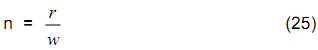 n = r/w (25)